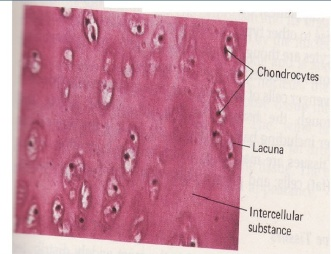 Chondrocytes
Lacuna
Intercellular
substance